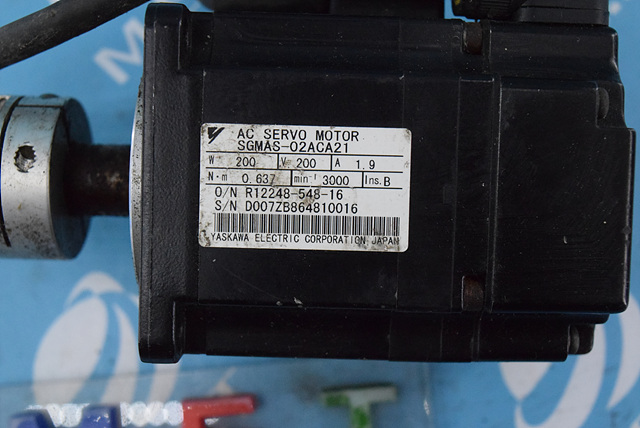 AC SERVO MOTOR
SGMAS-02ACA21
W 200 V 200 A 1.9
N·m 0.637 min⁻¹ 3000 Ins. B
O/N R12248-548-16
S/N D007ZB864810016
YASKAWA ELECTRIC CORPORATION JAPAN